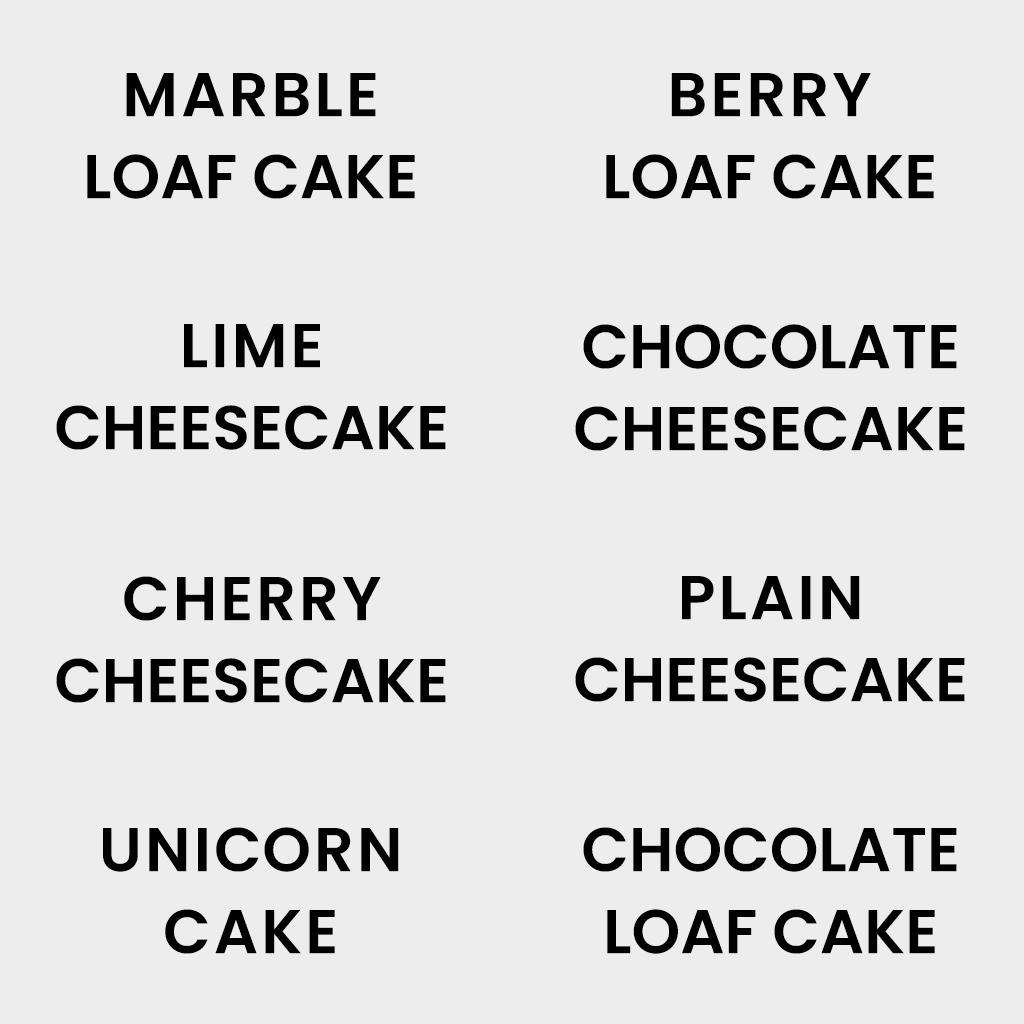 MARBLE
LOAF CAKE
BERRY
LOAF CAKE
LIME
CHEESECAKE
CHOCOLATE
CHEESECAKE
CHERRY
CHEESECAKE
PLAIN
CHEESECAKE
UNICORN
CAKE
CHOCOLATE
LOAF CAKE